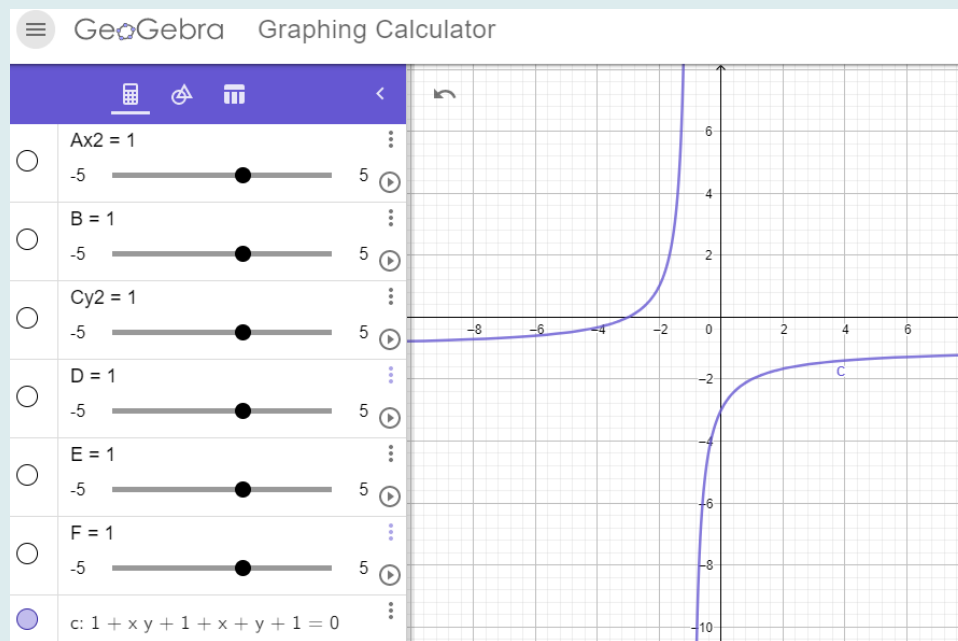 GeoGebra Graphing Calculator
Ax2 = 1
-5 5
B = 1
-5 5
Cy2 = 1
-5 5
D = 1
-5 5
E = 1
-5 5
F = 1
-5 5
c: 1 + x y + 1 + x + y + 1 = 0
6
4
2
−8 −6 −4 −2 0 2 4 6
c
−2
−4
−6
−8
−10